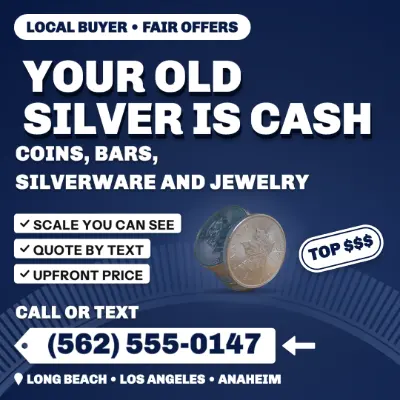 LOCAL BUYER • FAIR OFFERS
YOUR OLD
SILVER IS CASH
COINS, BARS,
SILVERWARE AND JEWELRY
SCALE YOU CAN SEE
QUOTE BY TEXT
UPFRONT PRICE
TOP $$$
CALL OR TEXT
(562) 555-0147
LONG BEACH • LOS ANGELES • ANAHEIM